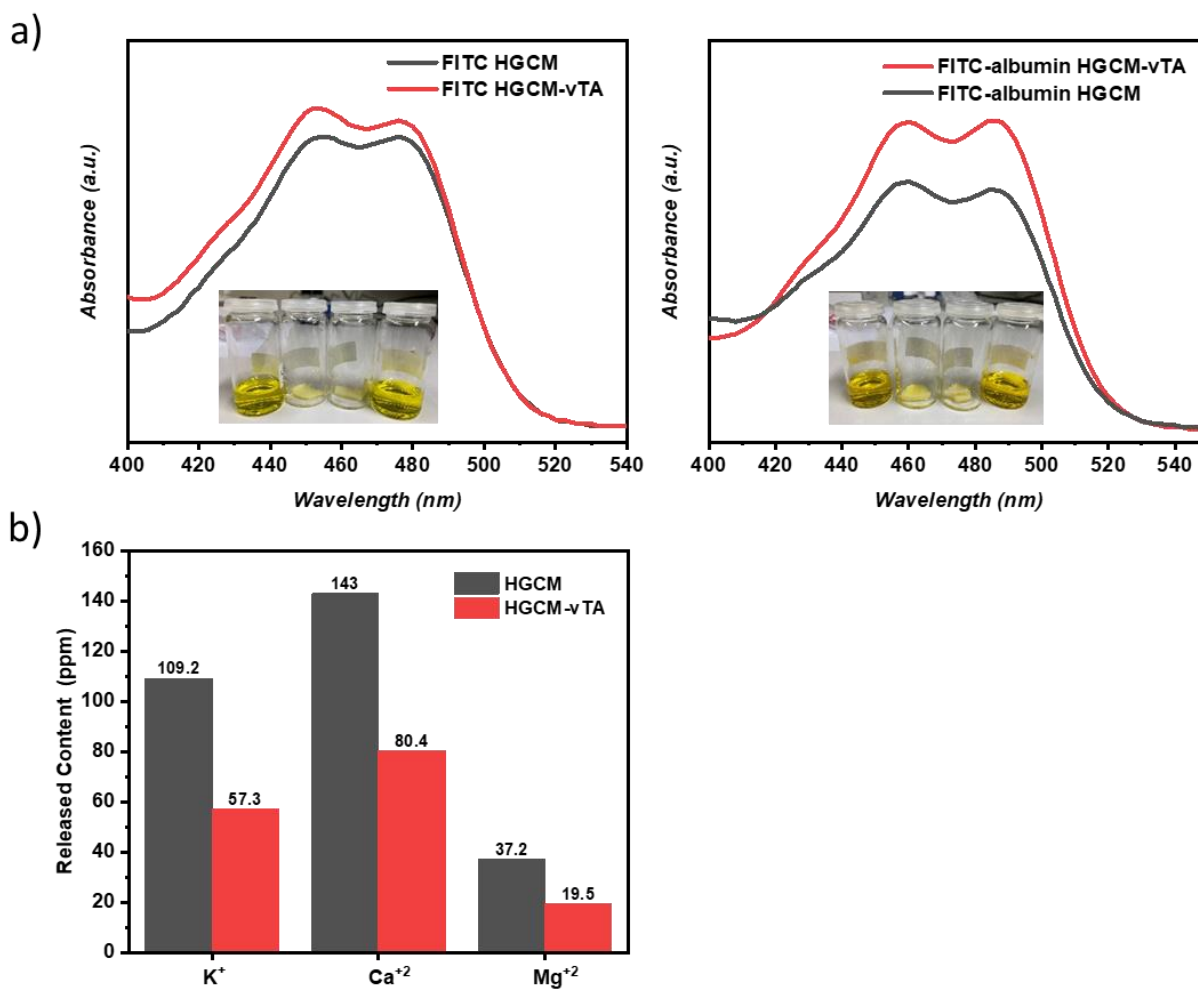 a)
FITC HGCM
FITC HGCM-vTA
Absorbance (a.u.)
400 420 440 460 480 500 520 540
Wavelength (nm)
FITC-albumin HGCM-vTA
FITC-albumin HGCM
Absorbance (a.u.)
400 420 440 460 480 500 520 540
Wavelength (nm)
b)
HGCM
HGCM-vTA
Released Content (ppm)
160
140
120
100
80
60
40
20
0
109.2
57.3
143
80.4
37.2
19.5
K⁺ Ca⁺² Mg⁺²